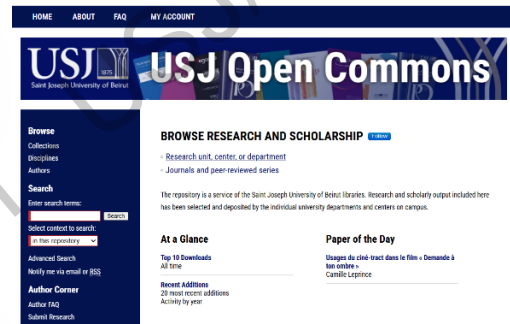 HOME ABOUT FAQ MY ACCOUNT
USJ
1875
Saint Joseph University of Beirut
USJ Open Commons
Browse
Collections
Disciplines
Authors
Search
Enter search terms:
Search
Select context to search:
in this repository
Advanced Search
Notify me via email or RSS
Author Corner
Author FAQ
Submit Research
BROWSE RESEARCH AND SCHOLARSHIP Follow
Research unit, center, or department
Journals and peer-reviewed series
The repository is a service of the Saint Joseph University of Beirut libraries. Research and scholarly output included here
has been selected and deposited by the individual university departments and centers on campus.
At a Glance
Top 10 Downloads
All time
Recent Additions
20 most recent additions
Activity by year
Paper of the Day
Usages du ciné-tract dans le film « Demande à
ton ombre »
Camille Leprince